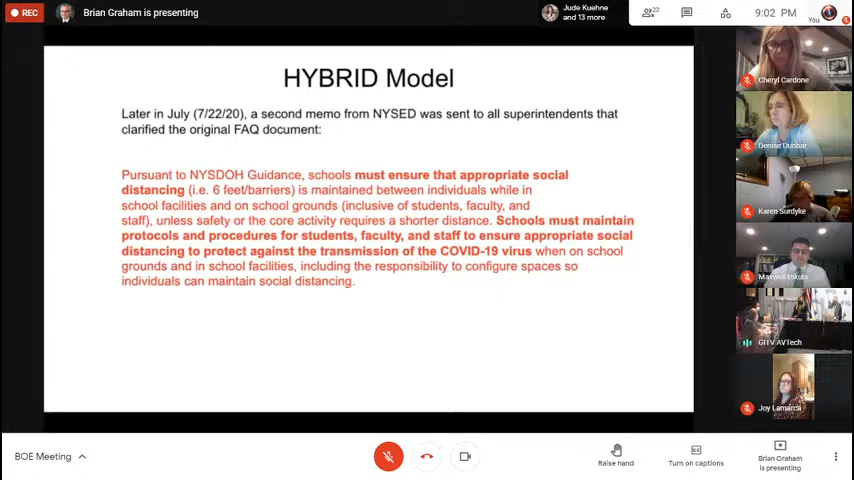 REC
Brian Graham is presenting
Jude Kuehne
and 13 more
22
9:02 PM
You
HYBRID Model
Later in July (7/22/20), a second memo from NYSED was sent to all superintendents that
clarified the original FAQ document:
Pursuant to NYSDOH Guidance, schools must ensure that appropriate social
distancing (i.e. 6 feet/barriers) is maintained between individuals while in
school facilities and on school grounds (inclusive of students, faculty, and
staff), unless safety or the core activity requires a shorter distance. Schools must maintain
protocols and procedures for students, faculty, and staff to ensure appropriate social
distancing to protect against the transmission of the COVID-19 virus when on school
grounds and in school facilities, including the responsibility to configure spaces so
individuals can maintain social distancing.
Cheryl Cardone
Denise Dunbar
Karen Surdyke
Maxwell Pikula
GITV AVTech
Joy Lamarca
BOE Meeting
Raise hand
CC
Turn on captions
Brian Graham
is presenting